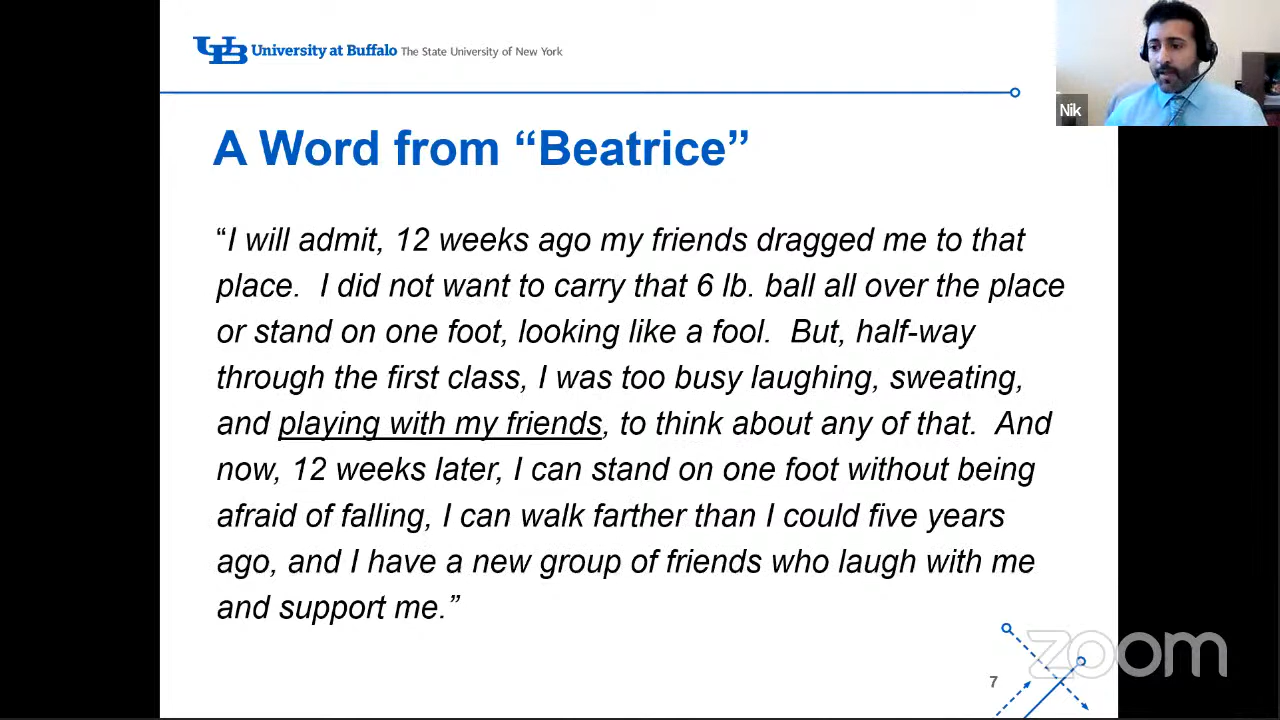 University at Buffalo The State University of New York
Nik
A Word from “Beatrice”
“I will admit, 12 weeks ago my friends dragged me to that
place.  I did not want to carry that 6 lb. ball all over the place
or stand on one foot, looking like a fool.  But, half-way
through the first class, I was too busy laughing, sweating,
and playing with my friends, to think about any of that.  And
now, 12 weeks later, I can stand on one foot without being
afraid of falling, I can walk farther than I could five years
ago, and I have a new group of friends who laugh with me
and support me.”
7
zoom